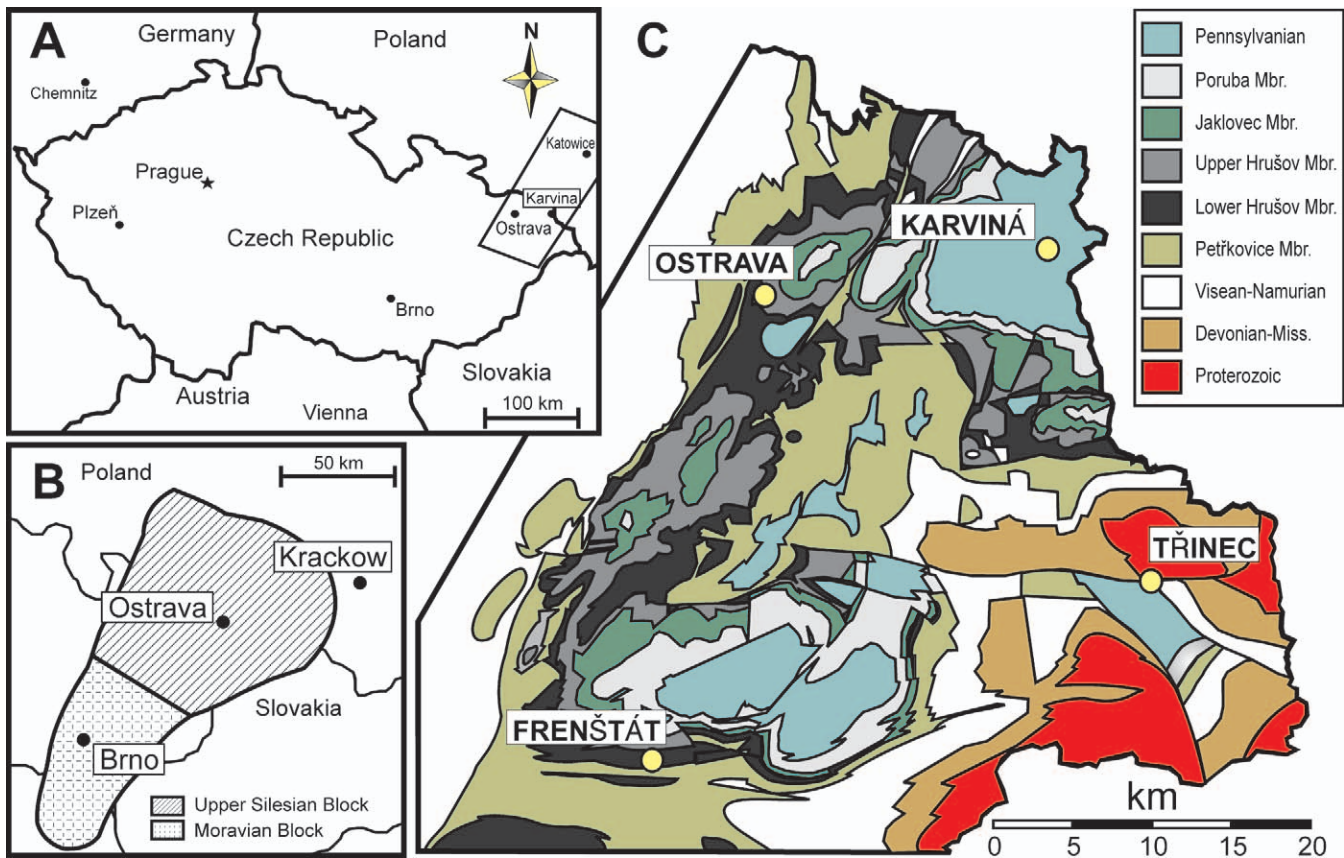 A
Germany
Poland
N
Chemnitz
Katowice
Prague
Karvina
Plzeň
Ostrava
Czech Republic
Brno
Slovakia
Austria
Vienna
100 km
B
Poland
50 km
Krackow
Ostrava
Slovakia
Brno
Upper Silesian Block
Moravian Block
C
KARVINÁ
OSTRAVA
TŘINEC
FRENŠTÁT
km
0 5 10 15 20
Pennsylvanian
Poruba Mbr.
Jaklovec Mbr.
Upper Hrušov Mbr.
Lower Hrušov Mbr.
Petřkovice Mbr.
Visean-Namurian
Devonian-Miss.
Proterozoic